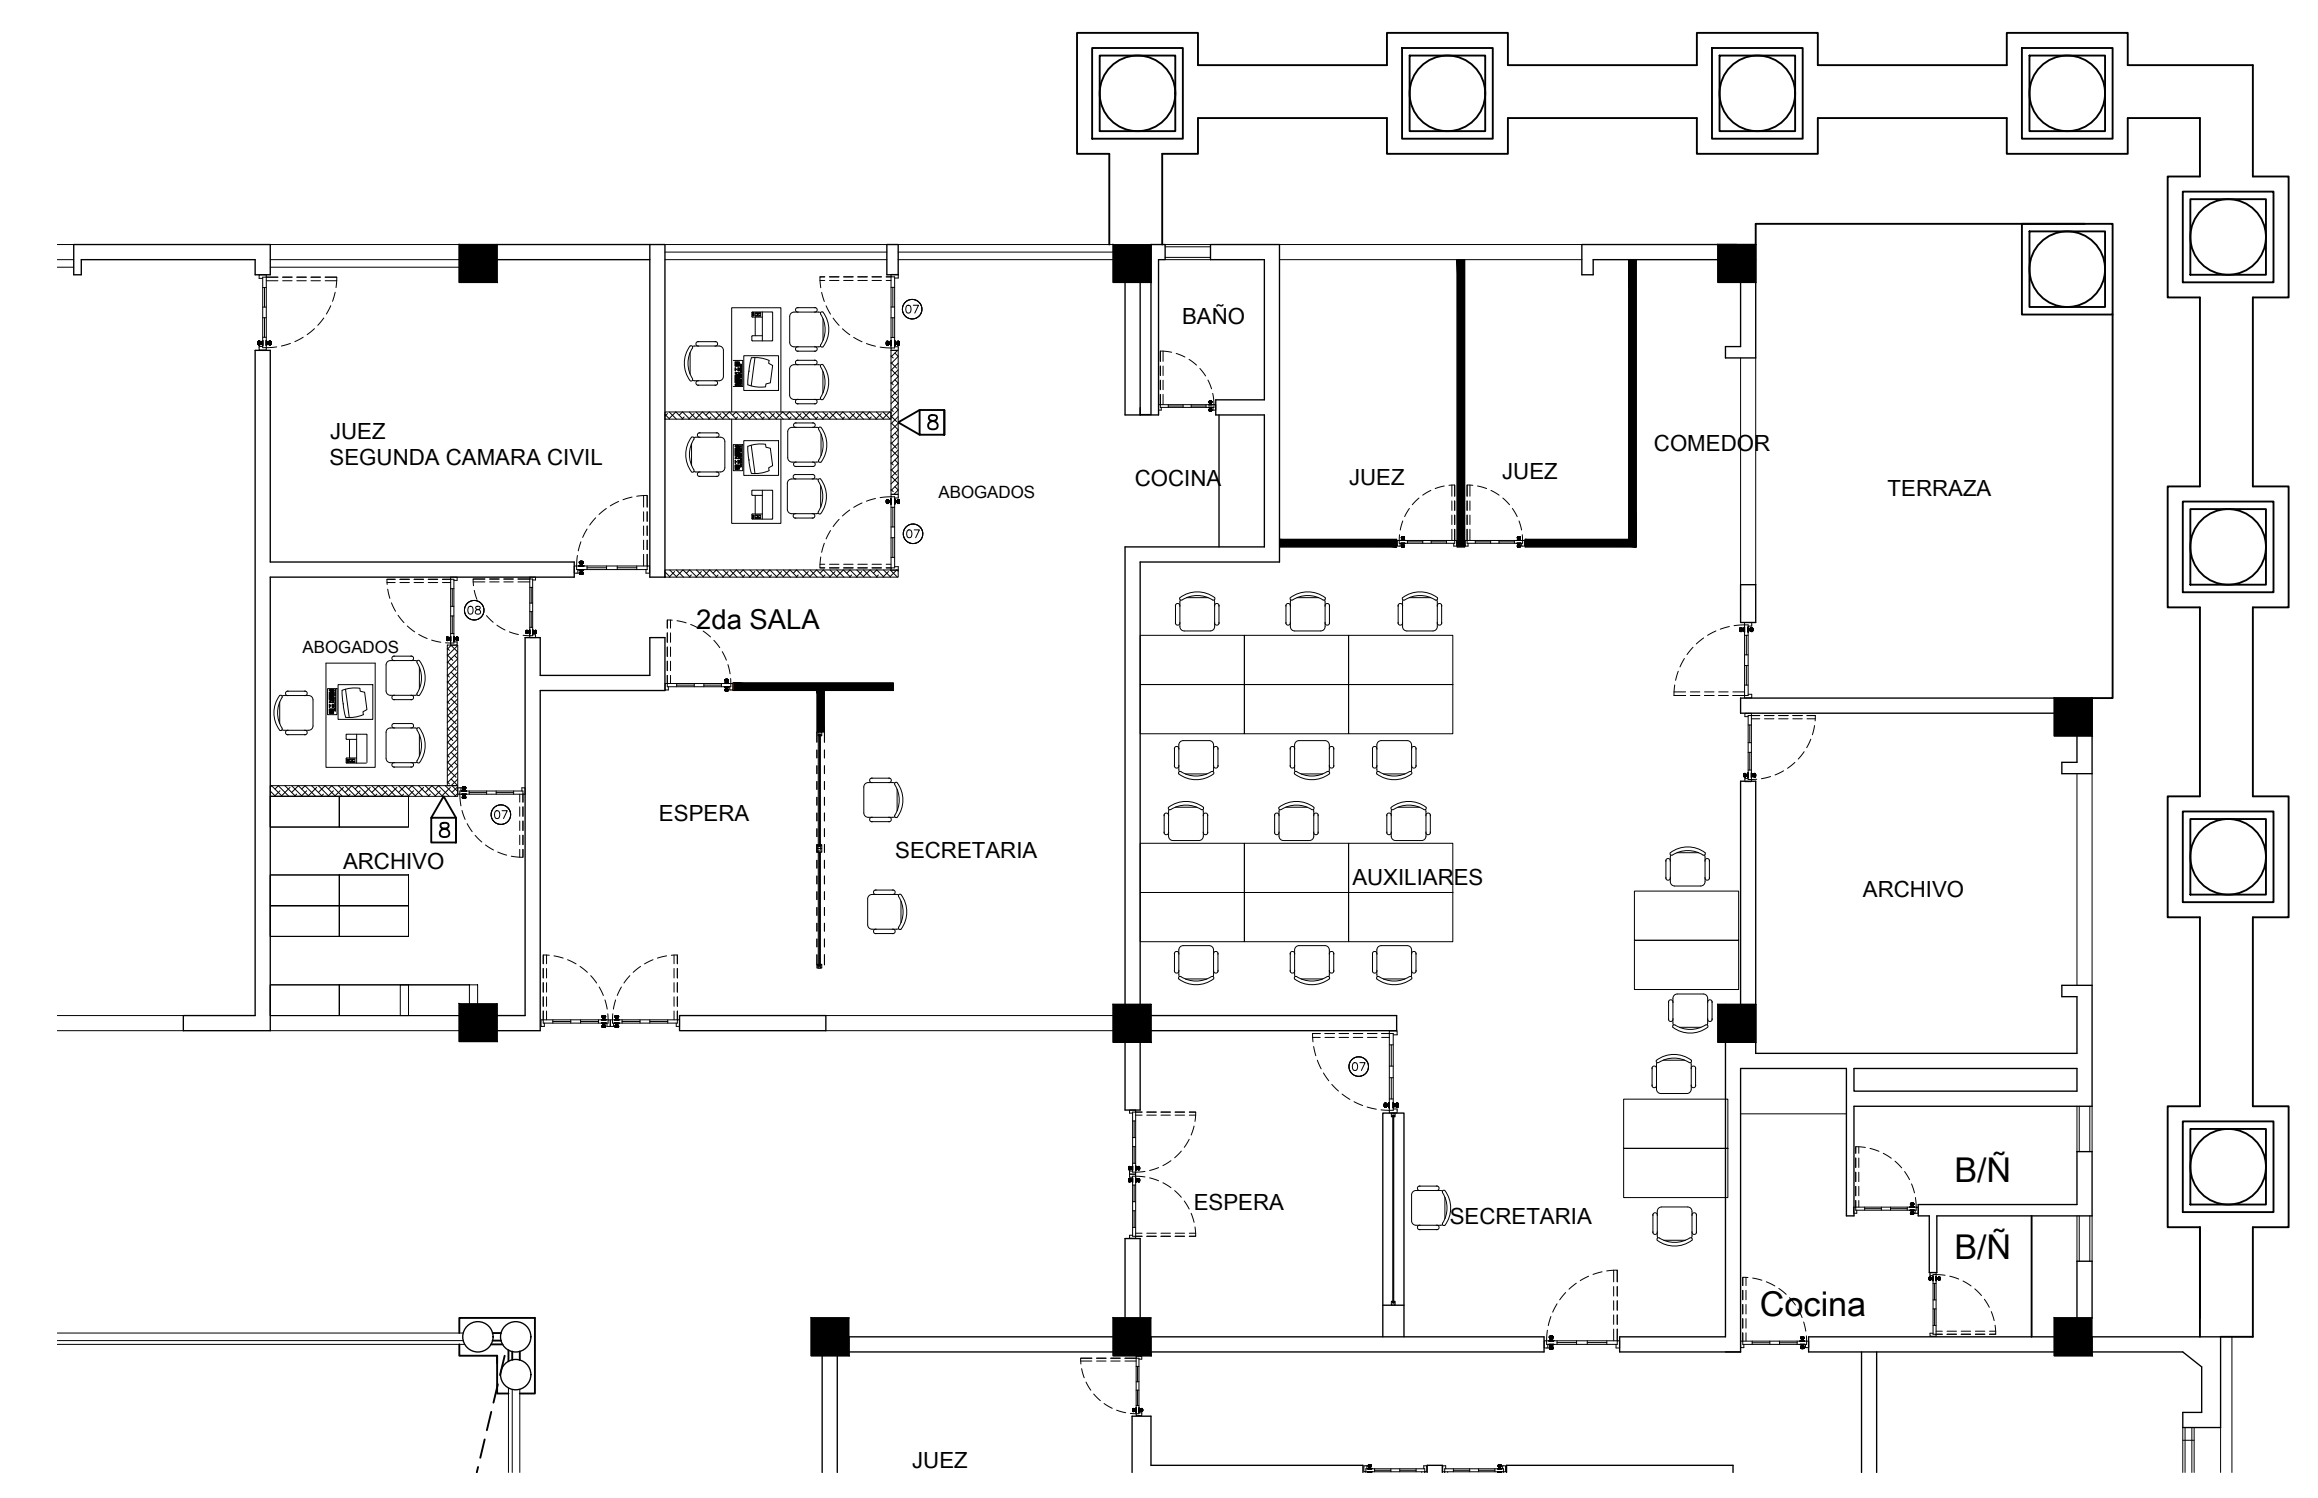 07
BAÑO
8
JUEZ
SEGUNDA CAMARA CIVIL
COMEDOR
JUEZ
JUEZ
COCINA
ABOGADOS
TERRAZA
07
08
2da SALA
ABOGADOS
07
8
ESPERA
SECRETARIA
ARCHIVO
AUXILIARES
ARCHIVO
07
B/Ñ
ESPERA
SECRETARIA
B/Ñ
Cocina
JUEZ